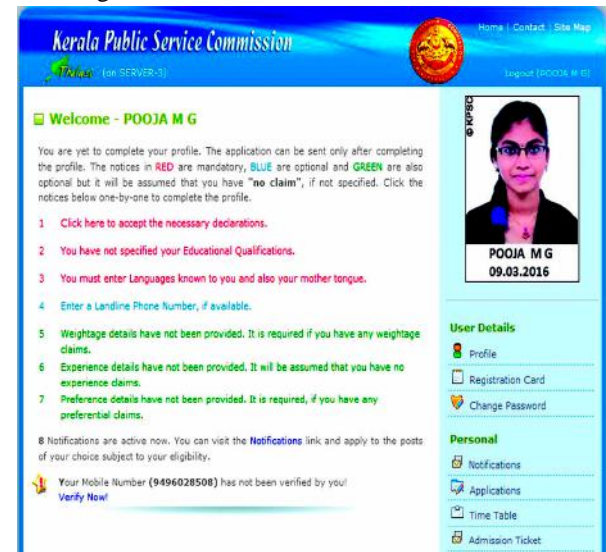 Kerala Public Service Commission
Home | Contact | Site Map
(on SERVER-3)
Logout (POOJA M G)
Welcome - POOJA M G
You are yet to complete your profile. The application can be sent only after completing
the profile. The notices in RED are mandatory, BLUE are optional and GREEN are also
optional but it will be assumed that you have "no claim", if not specified. Click the
notices below one-by-one to complete the profile.
1 Click here to accept the necessary declarations.
2 You have not specified your Educational Qualifications.
3 You must enter Languages known to you and also your mother tongue.
4 Enter a Landline Phone Number, if available.
5 Weightage details have not been provided. It is required if you have any weightage
claims.
6 Experience details have not been provided. It will be assumed that you have no
experience claims.
7 Preference details have not been provided. It is required, if you have any
preferential claims.
8 Notifications are active now. You can visit the Notifications link and apply to the posts
of your choice subject to your eligibility.
Your Mobile Number (9496028508) has not been verified by you!
Verify Now!
© KPSC
POOJA M G
09.03.2016
User Details
Profile
Registration Card
Change Password
Personal
Notifications
Applications
Time Table
Admission Ticket